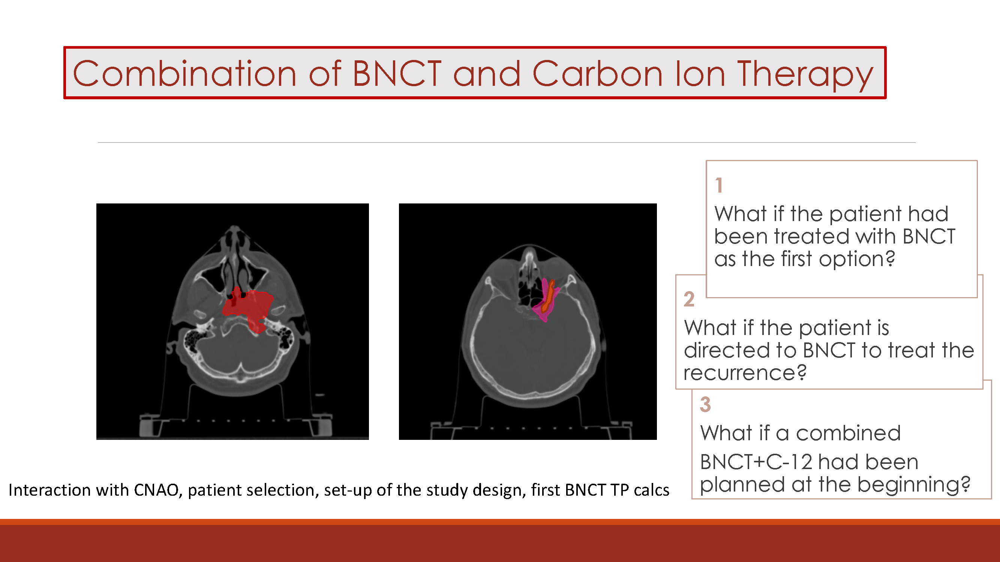 Combination of BNCT and Carbon Ion Therapy
1
What if the patient had
been treated with BNCT
as the first option?
2
What if the patient is
directed to BNCT to treat the
recurrence?
3
What if a combined
BNCT+C-12 had been
planned at the beginning?
Interaction with CNAO, patient selection, set-up of the study design, first BNCT TP calcs